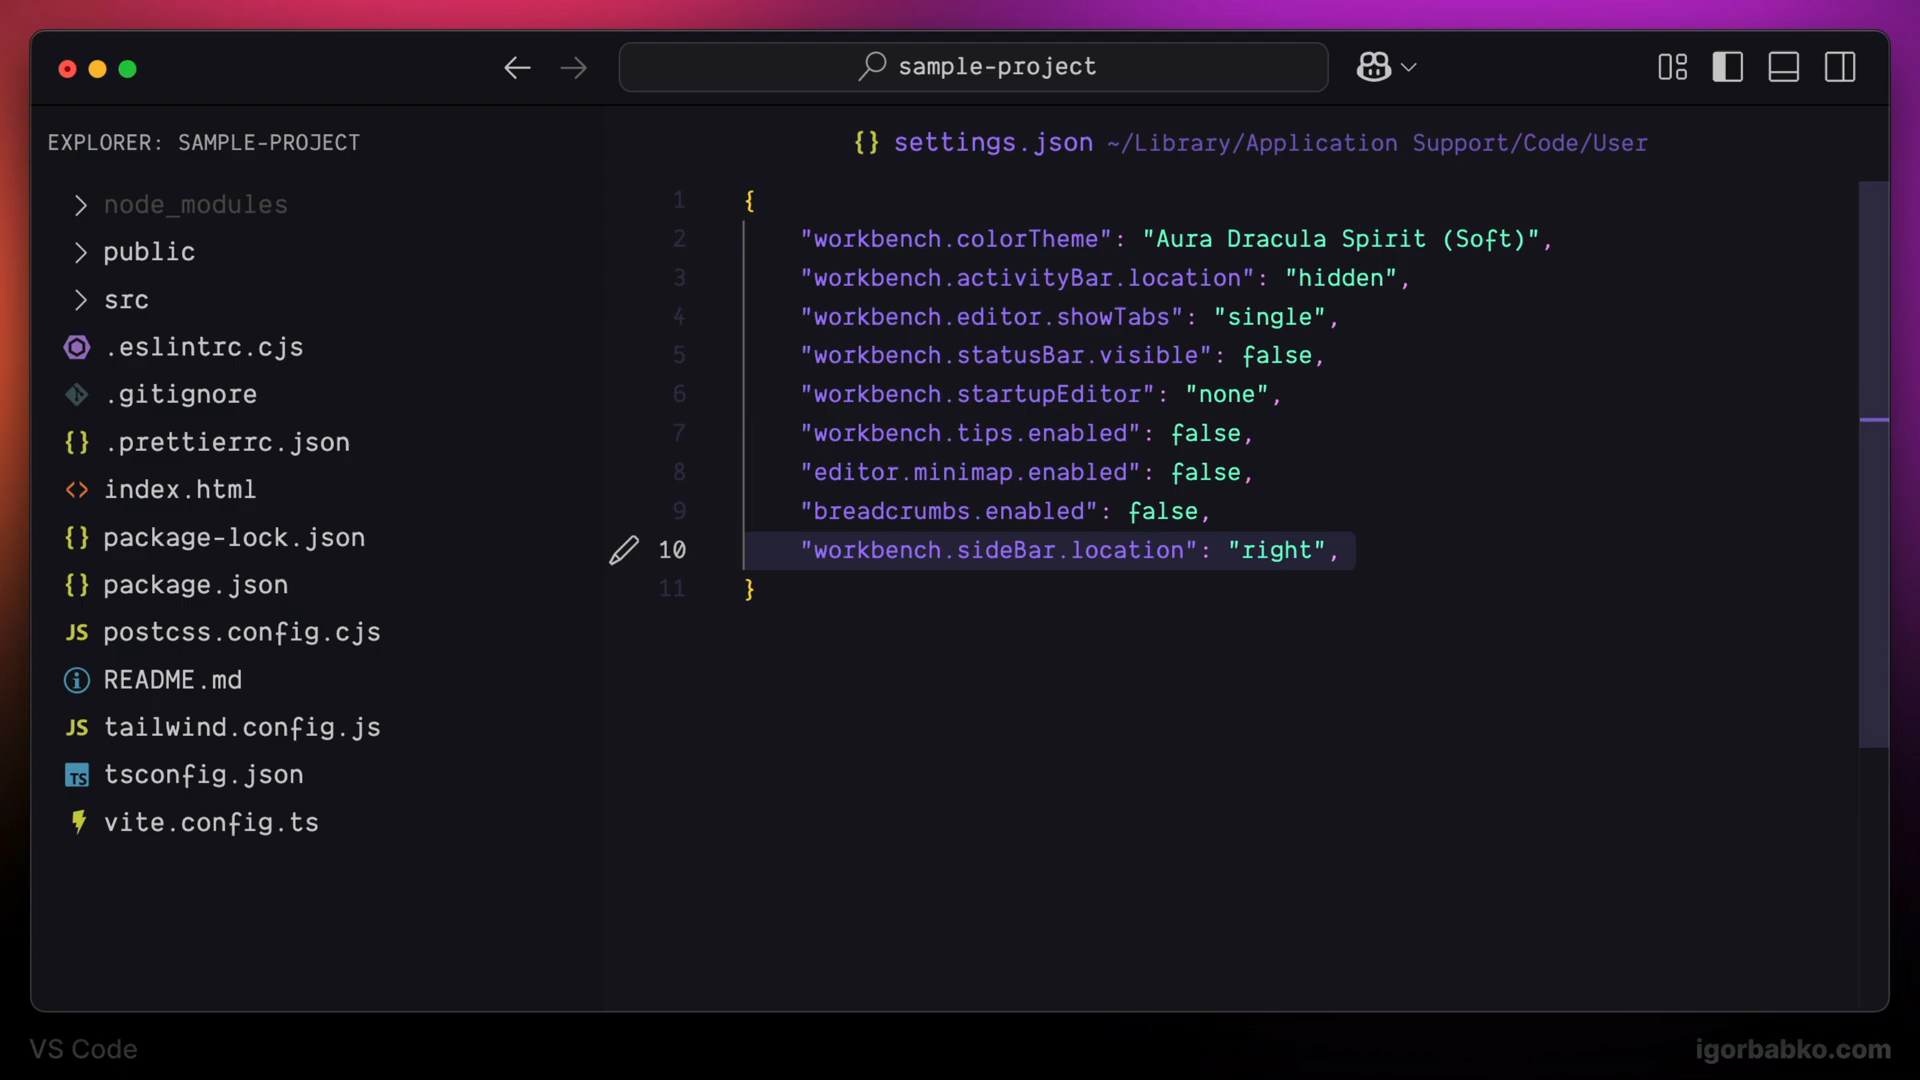 sample-project
EXPLORER: SAMPLE-PROJECT
node_modules
public
src
.eslintrc.cjs
.gitignore
{} .prettierrc.json
<> index.html
{} package-lock.json
{} package.json
JS postcss.config.cjs
README.md
JS tailwind.config.js
TS tsconfig.json
vite.config.ts
{} settings.json ~/Library/Application Support/Code/User
1 {
2 "workbench.colorTheme": "Aura Dracula Spirit (Soft)",
3 "workbench.activityBar.location": "hidden",
4 "workbench.editor.showTabs": "single",
5 "workbench.statusBar.visible": false,
6 "workbench.startupEditor": "none",
7 "workbench.tips.enabled": false,
8 "editor.minimap.enabled": false,
9 "breadcrumbs.enabled": false,
10 "workbench.sideBar.location": "right",
11 }
VS Code
igorbabko.com